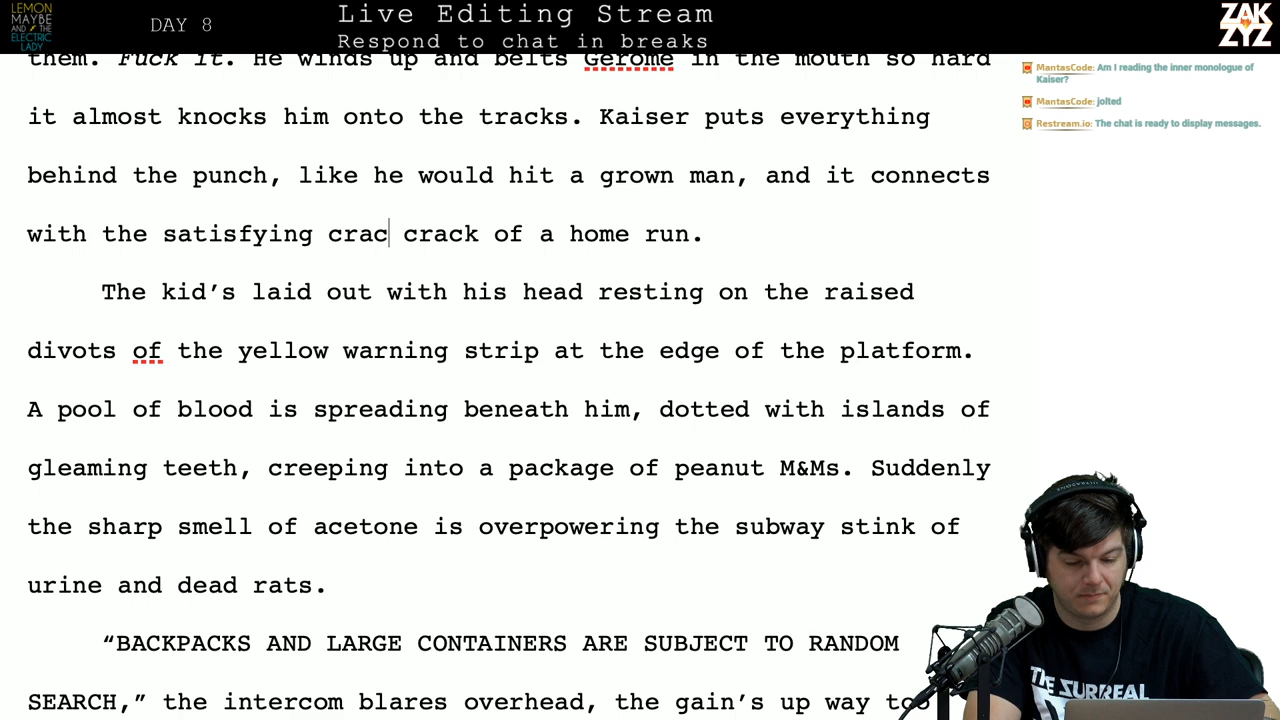 LEMON
MAYBE
AND THE
ELECTRIC
LADY
DAY 8
Live Editing Stream
Respond to chat in breaks
ZAK
ZYZ
them. Fuck it. He winds up and belts Gerome in the mouth so hard
it almost knocks him onto the tracks. Kaiser puts everything
behind the punch, like he would hit a grown man, and it connects
with the satisfying crac crack of a home run.
The kid’s laid out with his head resting on the raised
divots of the yellow warning strip at the edge of the platform.
A pool of blood is spreading beneath him, dotted with islands of
gleaming teeth, creeping into a package of peanut M&Ms. Suddenly
the sharp smell of acetone is overpowering the subway stink of
urine and dead rats.
“BACKPACKS AND LARGE CONTAINERS ARE SUBJECT TO RANDOM
SEARCH,” the intercom blares overhead, the gain’s up way too
MantasCode: Am I reading the inner monologue of
Kaiser?
MantasCode: jolted
Restream.io: The chat is ready to display messages.
THE SURREAL